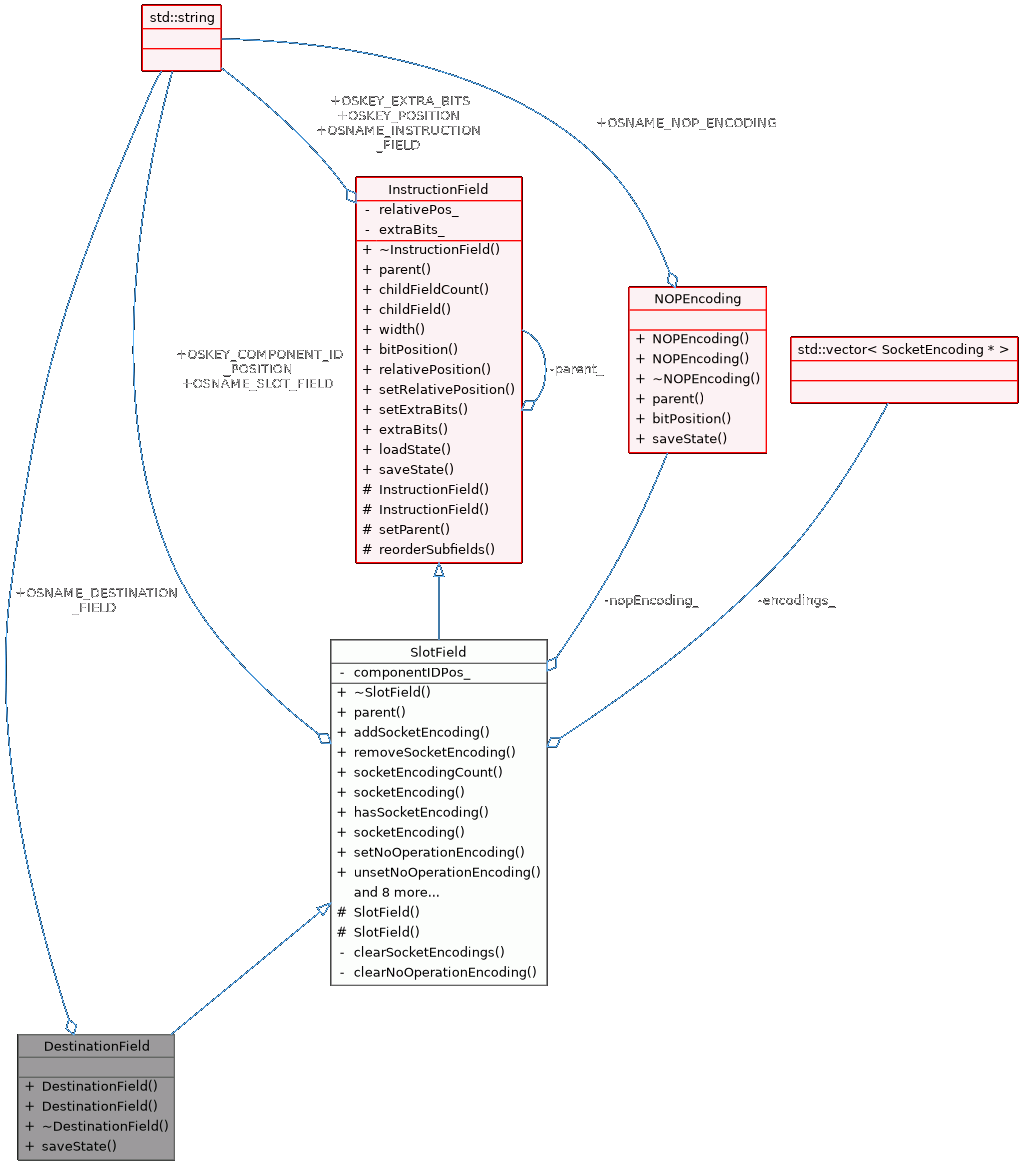 std::string
+OSKEY_EXTRA_BITS
+OSKEY_POSITION
+OSNAME_INSTRUCTION
_FIELD
+OSNAME_NOP_ENCODING
InstructionField
- relativePos_
- extraBits_
+ ~InstructionField()
+ parent()
+ childFieldCount()
+ childField()
+ width()
+ bitPosition()
+ relativePosition()
+ setRelativePosition()
+ setExtraBits()
+ extraBits()
+ loadState()
+ saveState()
# InstructionField()
# InstructionField()
# setParent()
# reorderSubfields()
-parent_
NOPEncoding
+ NOPEncoding()
+ NOPEncoding()
+ ~NOPEncoding()
+ parent()
+ bitPosition()
+ saveState()
std::vector< SocketEncoding * >
+OSKEY_COMPONENT_ID
_POSITION
+OSNAME_SLOT_FIELD
+OSNAME_DESTINATION
_FIELD
-nopEncoding_
-encodings_
SlotField
- componentIDPos_
+ ~SlotField()
+ parent()
+ addSocketEncoding()
+ removeSocketEncoding()
+ socketEncodingCount()
+ socketEncoding()
+ hasSocketEncoding()
+ socketEncoding()
+ setNoOperationEncoding()
+ unsetNoOperationEncoding()
and 8 more...
# SlotField()
# SlotField()
- clearSocketEncodings()
- clearNoOperationEncoding()
DestinationField
+ DestinationField()
+ DestinationField()
+ ~DestinationField()
+ saveState()